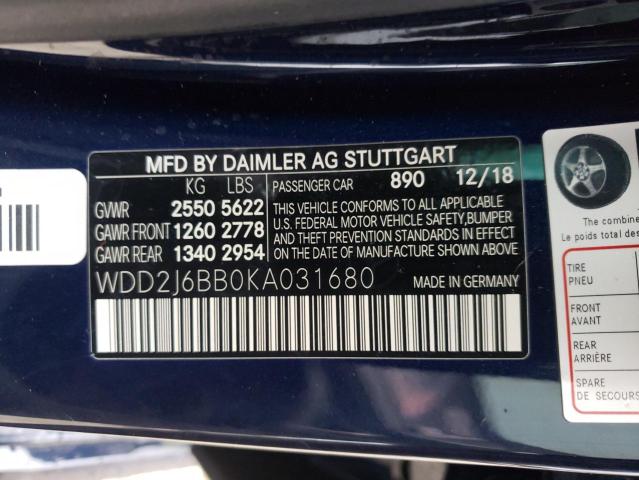 MFD BY DAIMLER AG STUTTGART
KG LBS PASSENGER CAR 890 12/18
GVWR 2550 5622
GAWR FRONT 1260 2778
GAWR REAR 1340 2954
THIS VEHICLE CONFORMS TO ALL APPLICABLE
U.S. FEDERAL MOTOR VEHICLE SAFETY,BUMPER
AND THEFT PREVENTION STANDARDS IN EFFECT
ON THE DATE OF MANUFACTURE SHOWN ABOVE
WDD2J6BB0KA031680 MADE IN GERMANY
The combine
Le poids total des
TIRE
PNEU
FRONT
AVANT
REAR
ARRIÈRE
SPARE
DE SECOURS